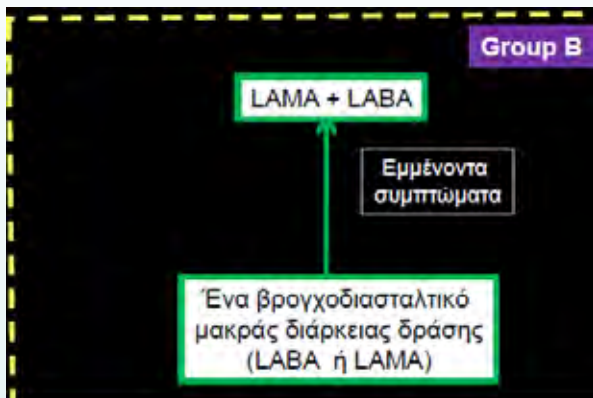 Group B
LAMA + LABA
Εμμένοντα
συμπτώματα
Ένα βρογχοδιασταλτικό
μακράς διάρκειας δράσης
(LABA ή LAMA)